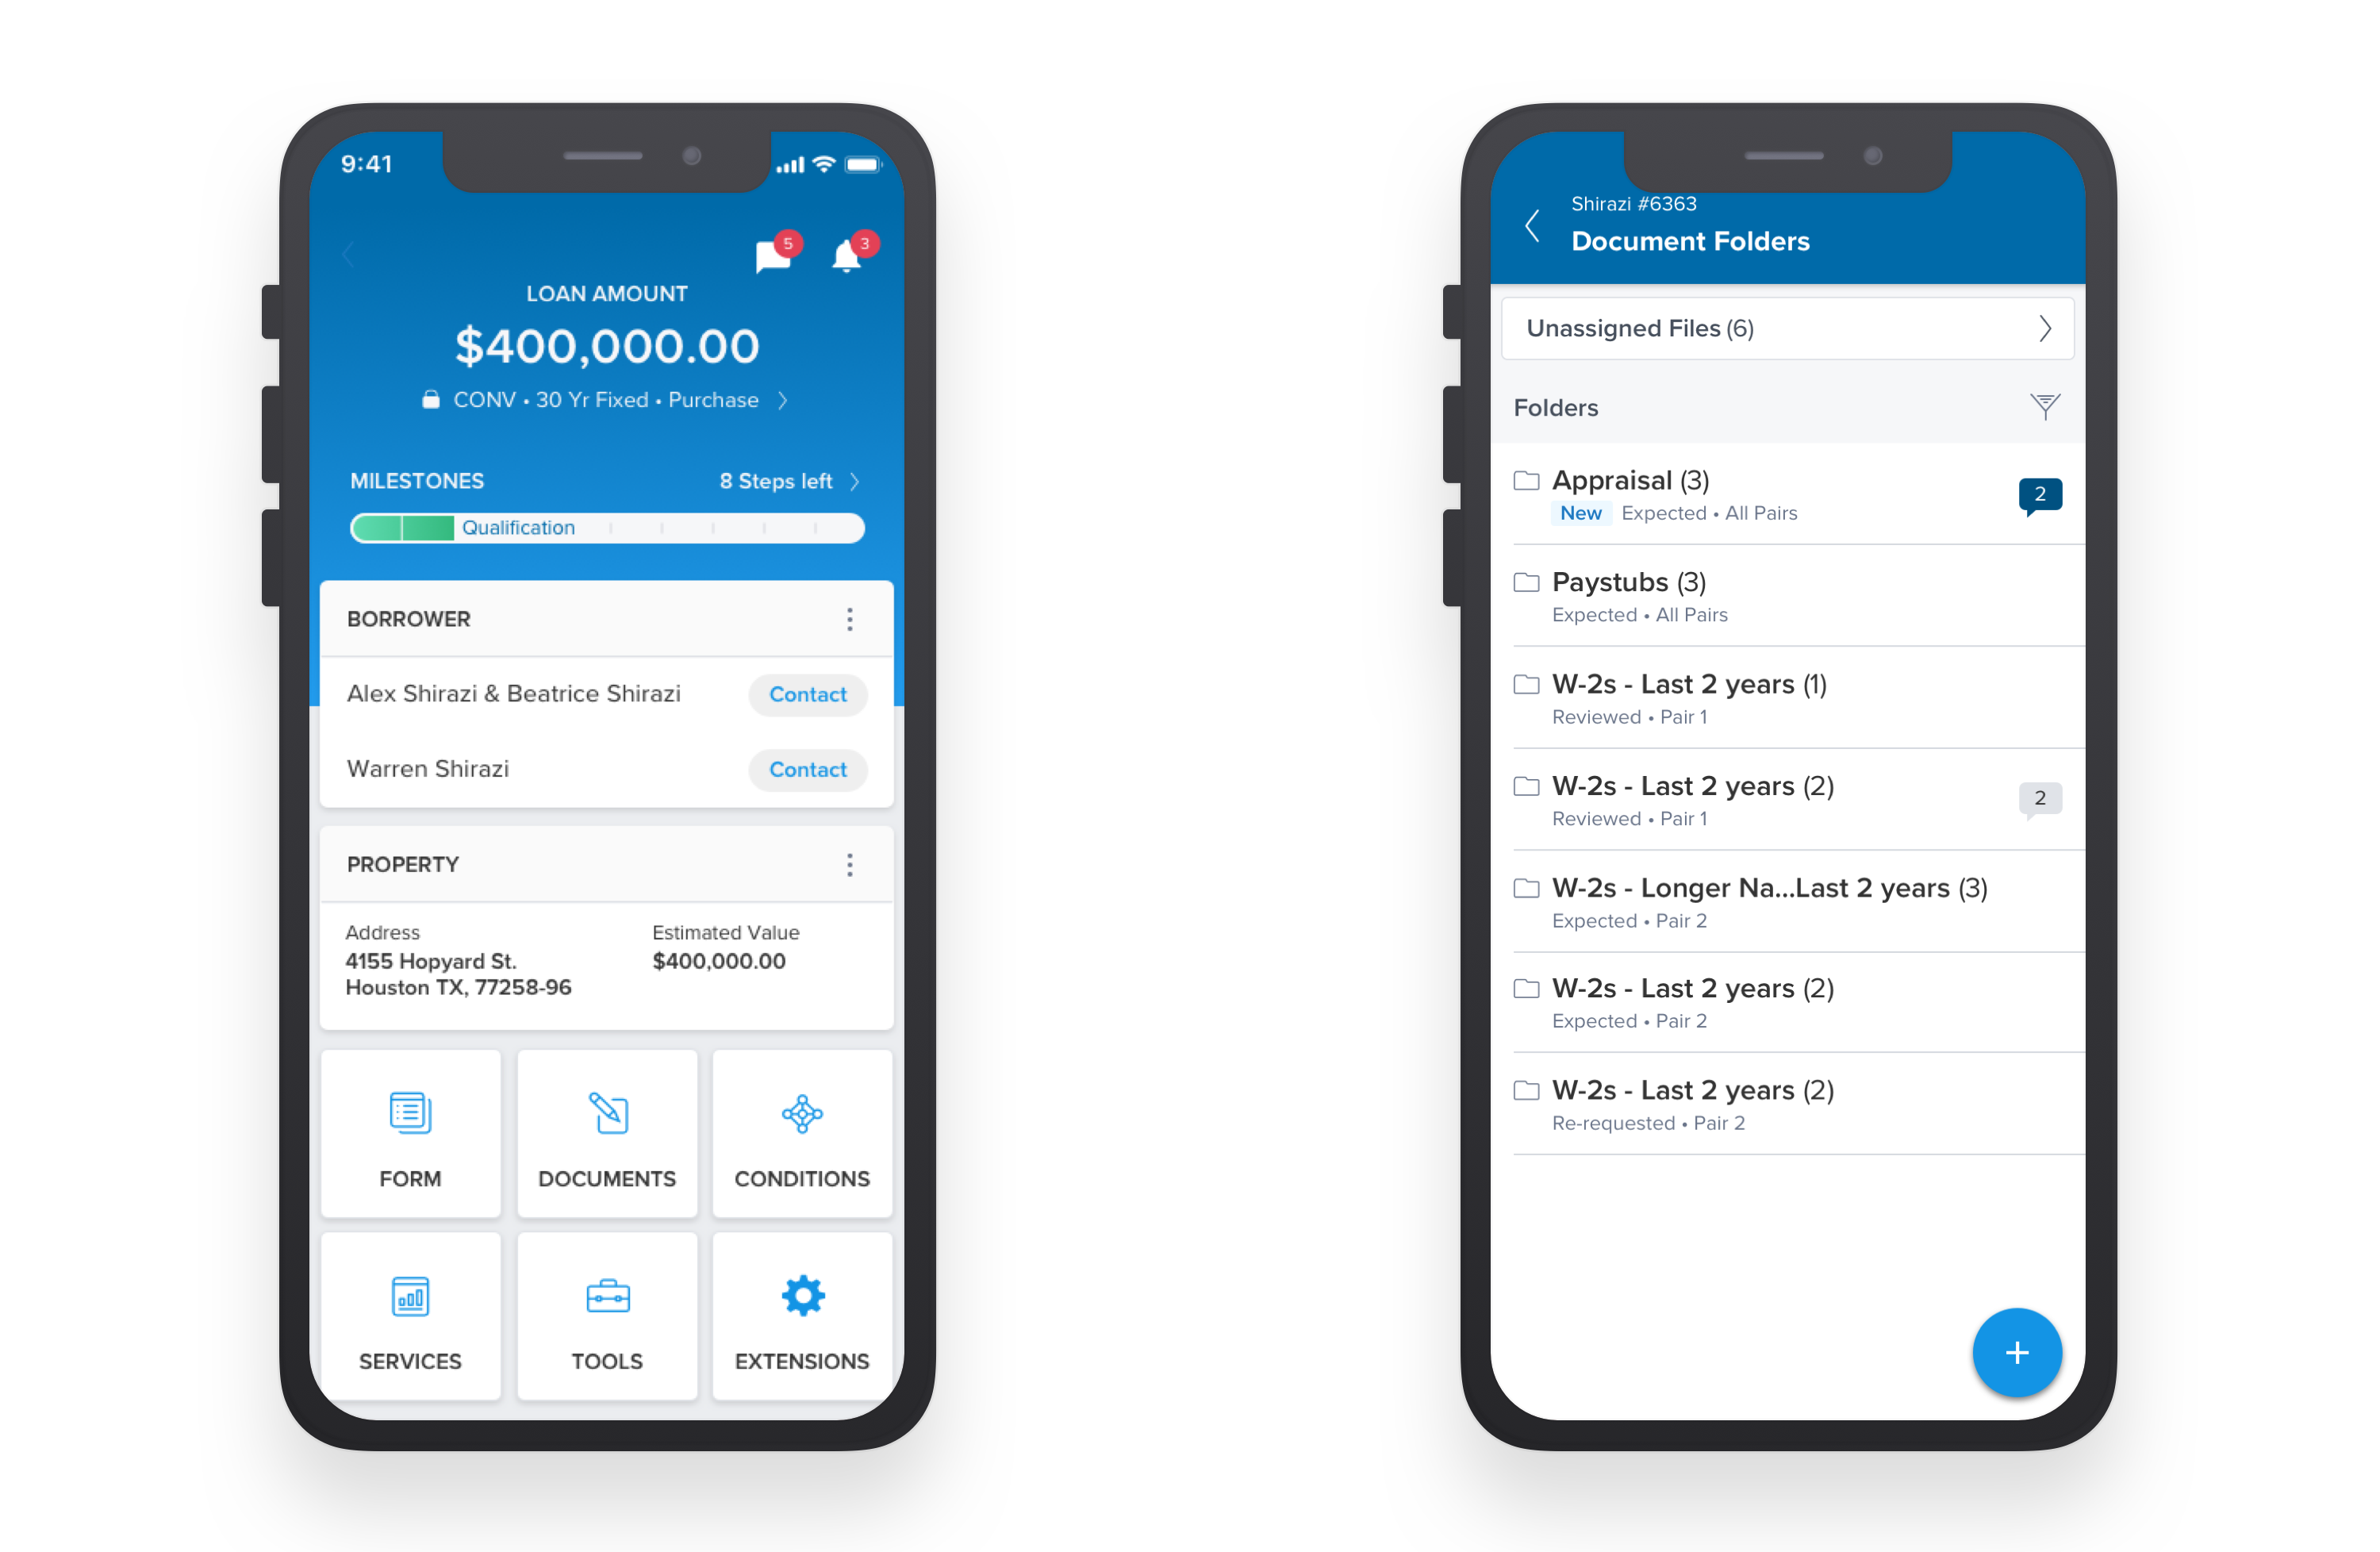 9:41
5
3
LOAN AMOUNT
$400,000.00
CONV • 30 Yr Fixed • Purchase
MILESTONES
8 Steps left
Qualification
BORROWER
Alex Shirazi & Beatrice Shirazi
Contact
Warren Shirazi
Contact
PROPERTY
Address
4155 Hopyard St.
Houston TX, 77258-96
Estimated Value
$400,000.00
FORM
DOCUMENTS
CONDITIONS
SERVICES
TOOLS
EXTENSIONS
Shirazi #6363
Document Folders
Unassigned Files (6)
Folders
Appraisal (3)
New Expected • All Pairs
2
Paystubs (3)
Expected • All Pairs
W-2s - Last 2 years (1)
Reviewed • Pair 1
W-2s - Last 2 years (2)
Reviewed • Pair 1
2
W-2s - Longer Na...Last 2 years (3)
Expected • Pair 2
W-2s - Last 2 years (2)
Expected • Pair 2
W-2s - Last 2 years (2)
Re-requested • Pair 2
+